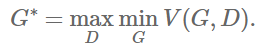 G* = max_D min_G V(G, D).